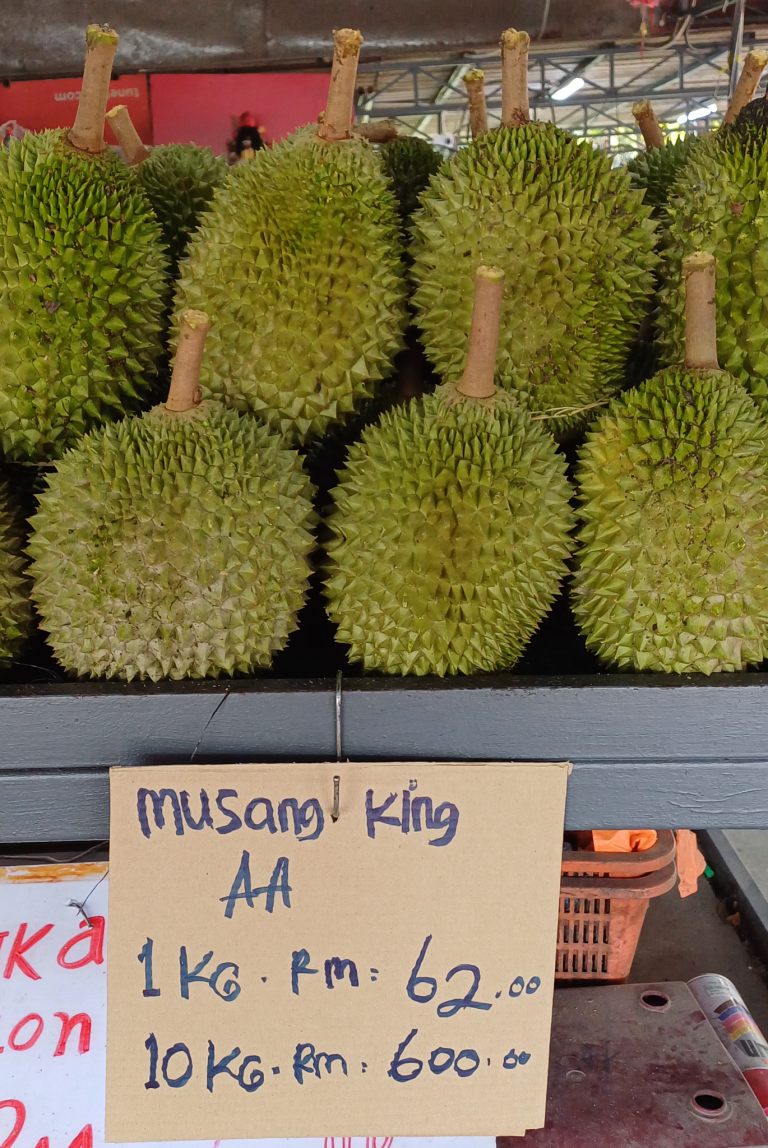 musang king
AA
1 KG. Rm: 62.00
10 KG. Rm: 600.00